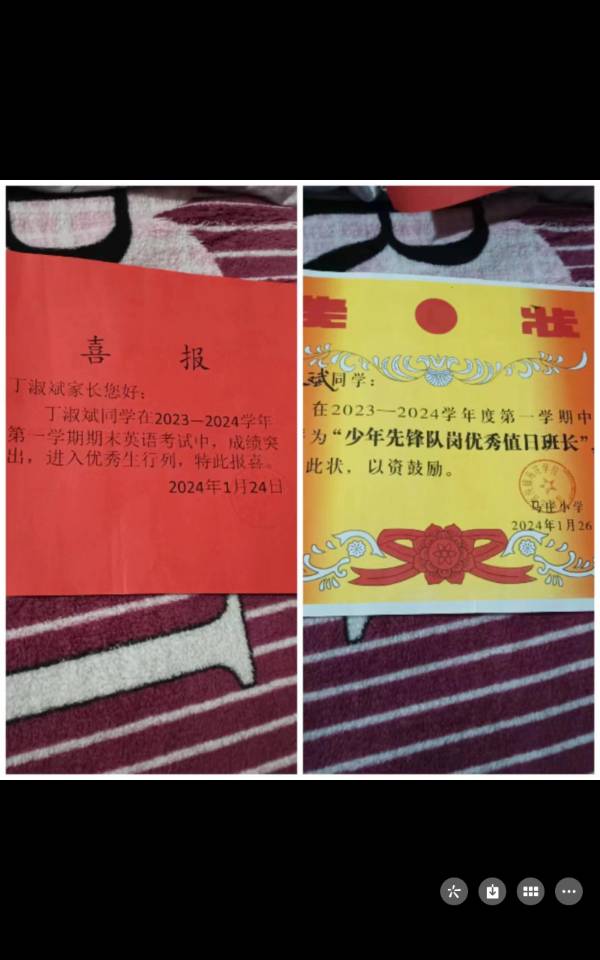 喜 报
丁淑斌家长您好：
丁淑斌同学在2023—2024学年
第一学期期末英语考试中，成绩突
出，进入优秀生行列，特此报喜。
2024年1月24日
状
斌同学：
在2023—2024学年度第一学期中
为“少年先锋队岗优秀值日班长”，
此状，以资鼓励。
马庄小学
2024年1月26